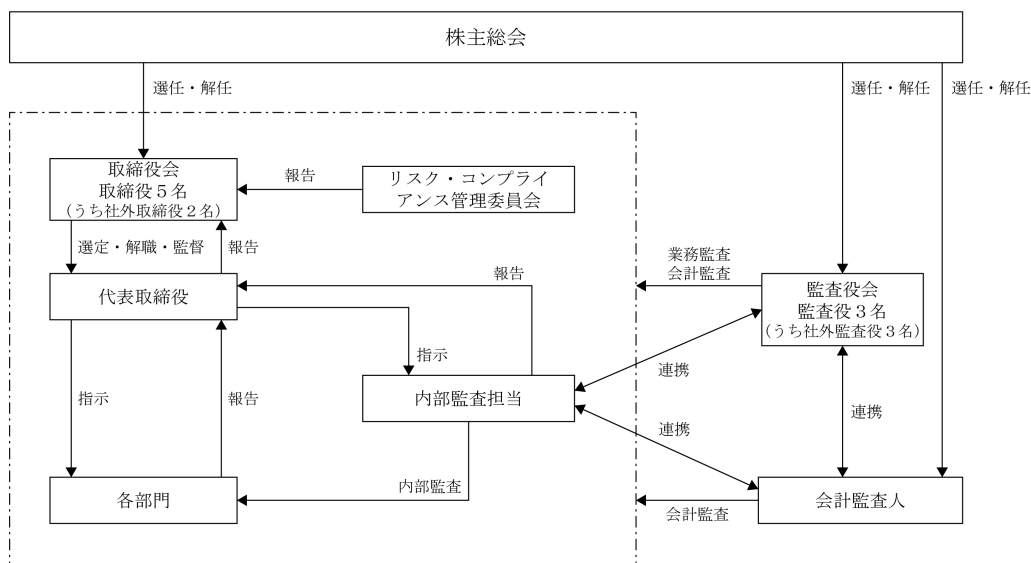 株主総会
選任・解任
選任・解任
選任・解任
取締役会
取締役５名
（うち社外取締役２名）
報告
リスク・コンプライ
アンス管理委員会
選定・解職・監督
報告
業務監査
会計監査
代表取締役
報告
監査役会
監査役３名
（うち社外監査役３名）
指示
連携
指示
報告
内部監査担当
連携
連携
内部監査
各部門
会計監査
会計監査人